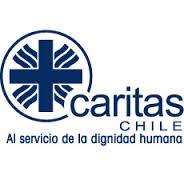 caritas
CHILE
Al servicio de la dignidad humana